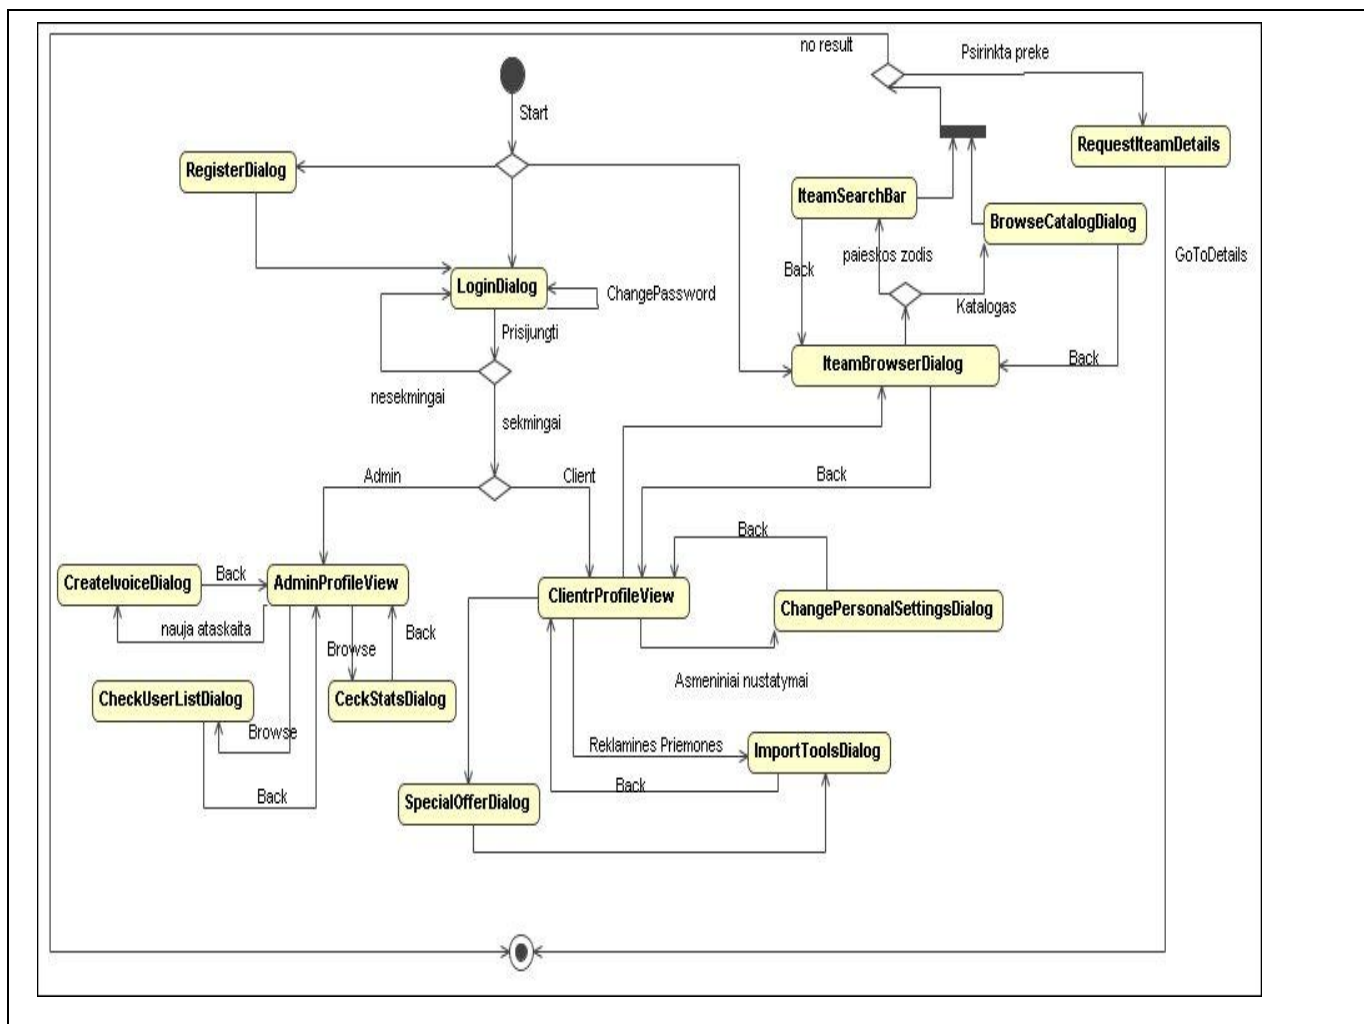 no result
Psirinkta preke
Start
RequestIteamDetails
RegisterDialog
IteamSearchBar
BrowseCatalogDialog
GoToDetails
paieskos zodis
Back
LoginDialog
ChangePassword
Katalogas
Prisijungti
IteamBrowserDialog
Back
nesekmingai
sekmingai
Admin
Client
Back
Back
CreateIvoiceDialog
Back
AdminProfileView
ClientrProfileView
ChangePersonalSettingsDialog
nauja ataskaita
Back
Browse
Asmeniniai nustatymai
CheckUserListDialog
CeckStatsDialog
Browse
Reklamines Priemones
ImportToolsDialog
Back
Back
SpecialOfferDialog